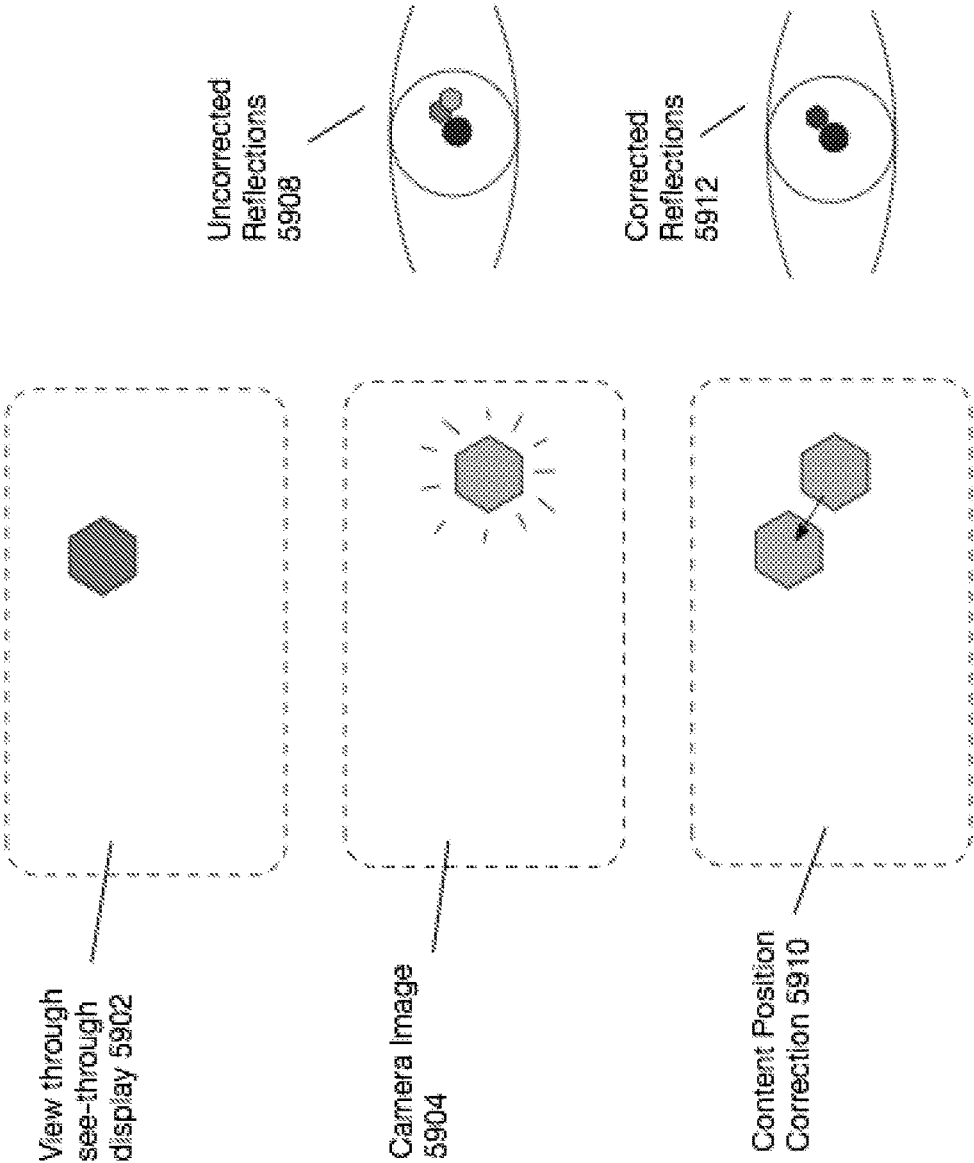 View through
see-through
display 5902
Camera Image
5904
Content Position
Correction 5910
Uncorrected
Reflections
5908
Corrected
Reflections
5912